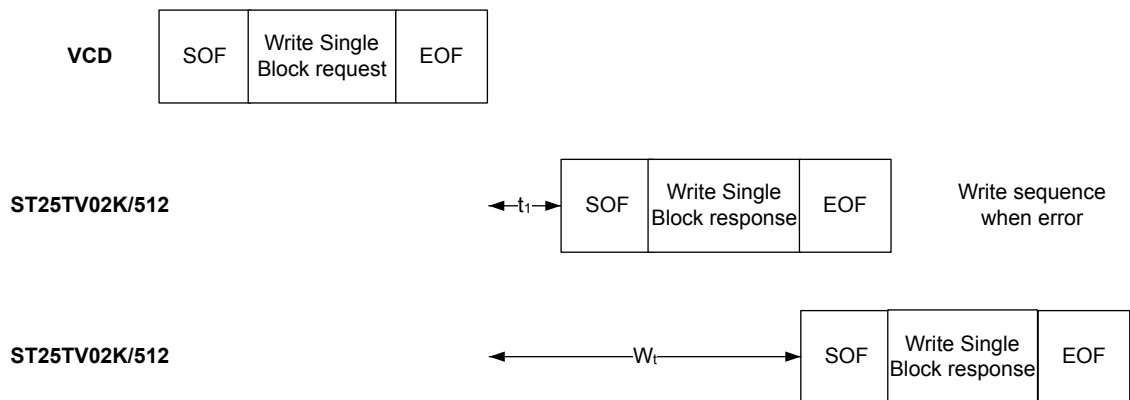 VCD
SOF
Write Single
Block request
EOF
ST25TV02K/512
t1
SOF
Write Single
Block response
EOF
Write sequence
when error
ST25TV02K/512
Wt
SOF
Write Single
Block response
EOF